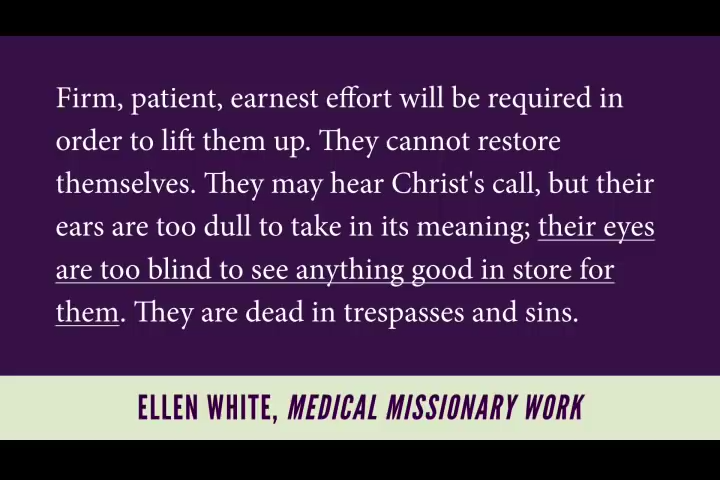 Firm, patient, earnest effort will be required in
order to lift them up. They cannot restore
themselves. They may hear Christ's call, but their
ears are too dull to take in its meaning; their eyes
are too blind to see anything good in store for
them. They are dead in trespasses and sins.
ELLEN WHITE, MEDICAL MISSIONARY WORK